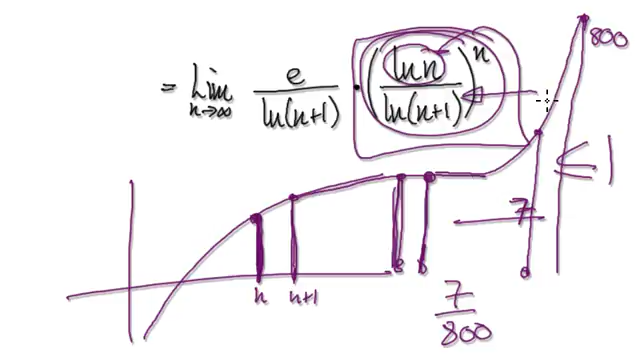 = lim n→∞ e/ln(n+1) · (ln n/ln(n+1))^n
800
≤ 1
7
n n+1
7/800